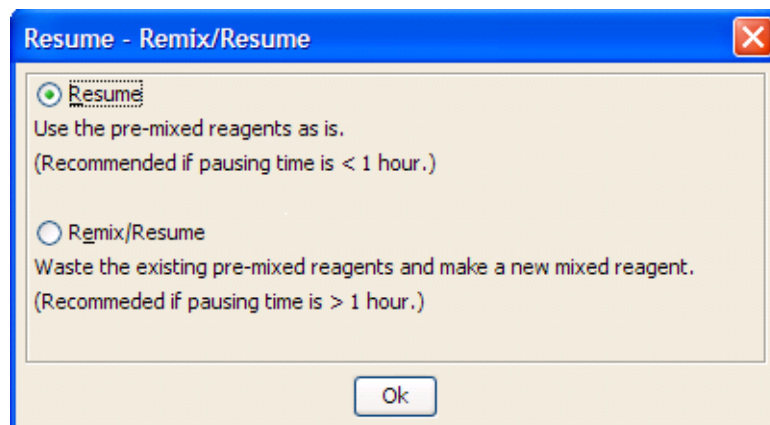 Resume - Remix/Resume
Resume
Use the pre-mixed reagents as is.
(Recommended if pausing time is < 1 hour.)
Remix/Resume
Waste the existing pre-mixed reagents and make a new mixed reagent.
(Recommeded if pausing time is > 1 hour.)
Ok